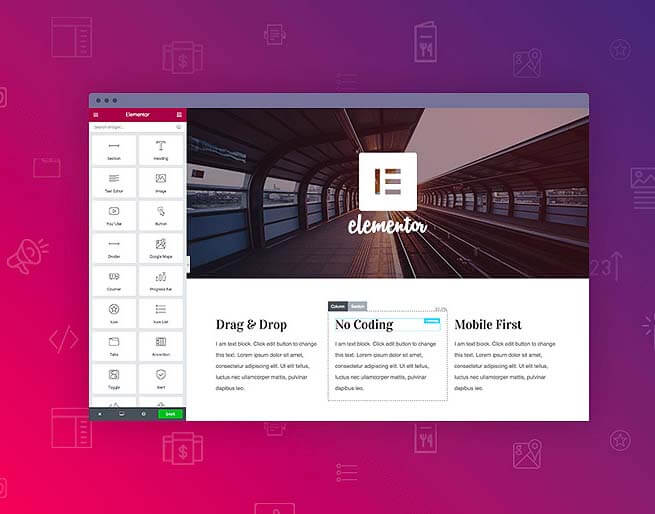 Elementor
Search Widget...
Section
Heading
Text Editor
Image
Button
Divider
Google Maps
Counter
Progress Bar
Icon
Icon List
Tabs
Accordion
Toggle
Alert
elementor
Column
Section
Drag & Drop
No Coding
Mobile First
I am text block. Click edit button to change
this text. Lorem ipsum dolor sit amet,
consectetur adipiscing elit. Ut elit tellus,
luctus nec ullamcorper mattis, pulvinar
dapibus leo.
I am text block. Click edit button to change
this text. Lorem ipsum dolor sit amet,
consectetur adipiscing elit. Ut elit tellus,
luctus nec ullamcorper mattis, pulvinar
dapibus leo.
I am text block. Click edit button to change
this text. Lorem ipsum dolor sit amet,
consectetur adipiscing elit. Ut elit tellus,
luctus nec ullamcorper mattis, pulvinar
dapibus leo.
23